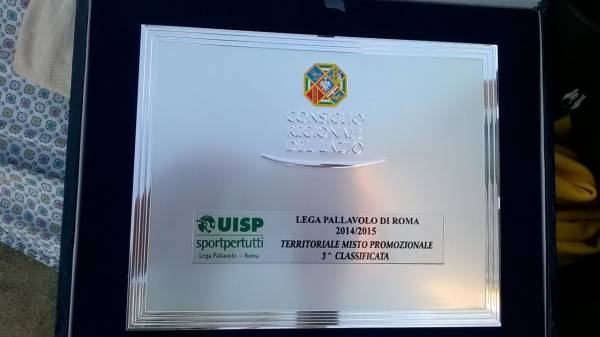 CONSIGLIO
REGIONALE
DEL LAZIO
UISP
sportpertutti
Lega Pallavolo - Roma
LEGA PALLAVOLO DI ROMA
2014/2015
TERRITORIALE MISTO PROMOZIONALE
3^ CLASSIFICATA